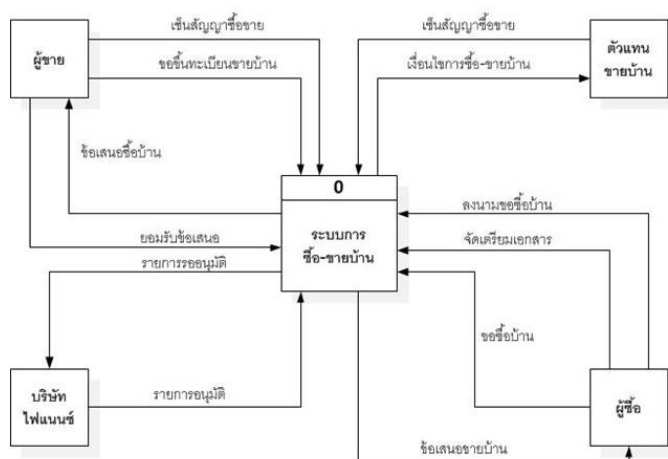 เซ็นสัญญาซื้อขาย
เซ็นสัญญาซื้อขาย
ผู้ขาย
ตัวแทน
ขายบ้าน
ขอขึ้นทะเบียนขายบ้าน
เงื่อนไขการซื้อ-ขายบ้าน
ข้อเสนอซื้อบ้าน
0
ระบบการ
ซื้อ-ขายบ้าน
ลงนามขอซื้อบ้าน
ยอมรับข้อเสนอ
จัดเตรียมเอกสาร
รายการรออนุมัติ
ขอซื้อบ้าน
บริษัท
ไฟแนนซ์
รายการอนุมัติ
ผู้ซื้อ
ข้อเสนอขายบ้าน